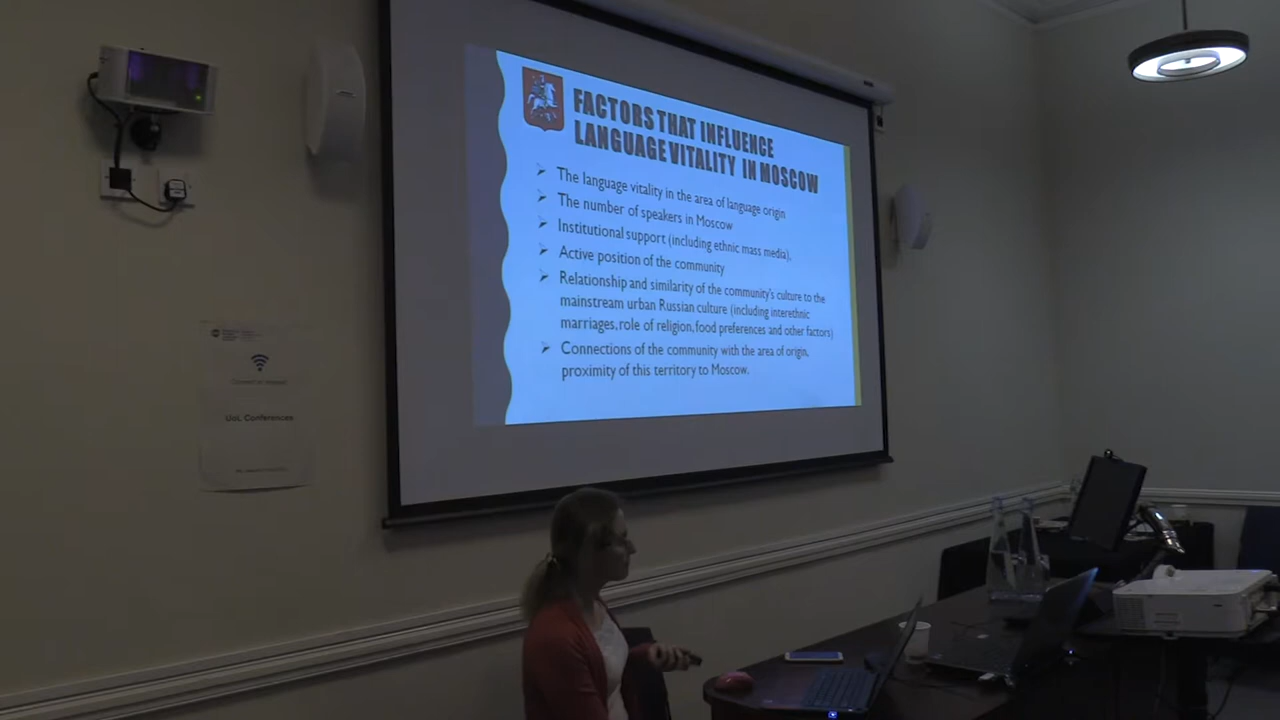 FACTORS THAT INFLUENCE
LANGUAGE VITALITY IN MOSCOW
The language vitality in the area of language origin
The number of speakers in Moscow
Institutional support (including ethnic mass media),
Active position of the community
Relationship and similarity of the community's culture to the
mainstream urban Russian culture (including interethnic
marriages, role of religion, food preferences and other factors)
Connections of the community with the area of origin,
proximity of this territory to Moscow.
UoL Conferences